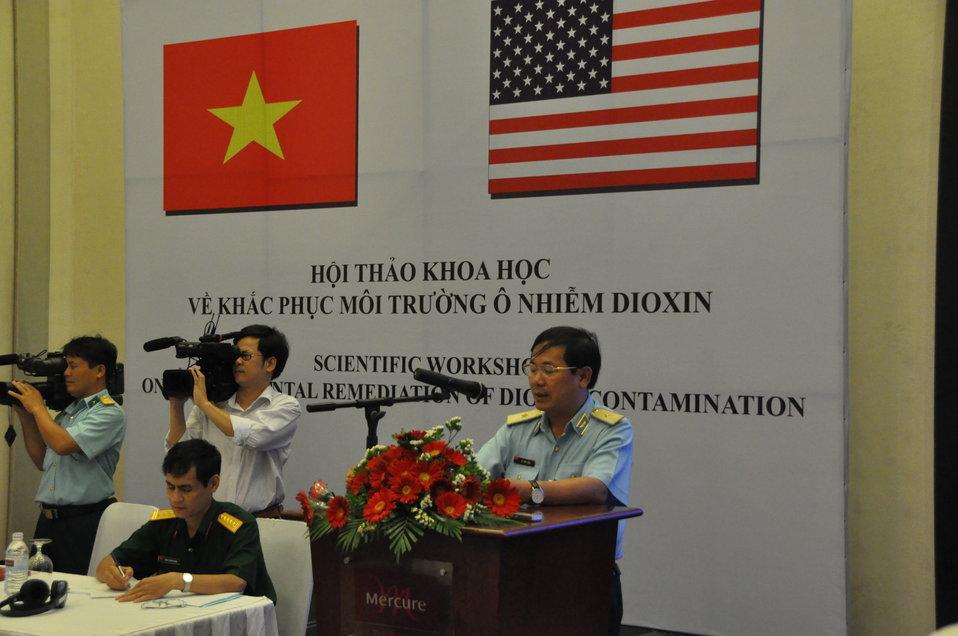 HỘI THẢO KHOA HỌC
VỀ KHẮC PHỤC MÔI TRƯỜNG Ô NHIỄM DIOXIN
SCIENTIFIC WORKSHO
ON NTAL REMEDIATION OF DIO CONTAMINATION
Mercure